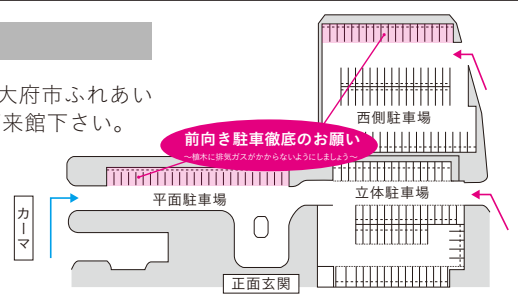 大府市ふれあい
来館下さい。
西側駐車場
前向き駐車徹底のお願い
〜植木に排気ガスがかからないようにしましょう〜
平面駐車場
立体駐車場
カーマ
正面玄関